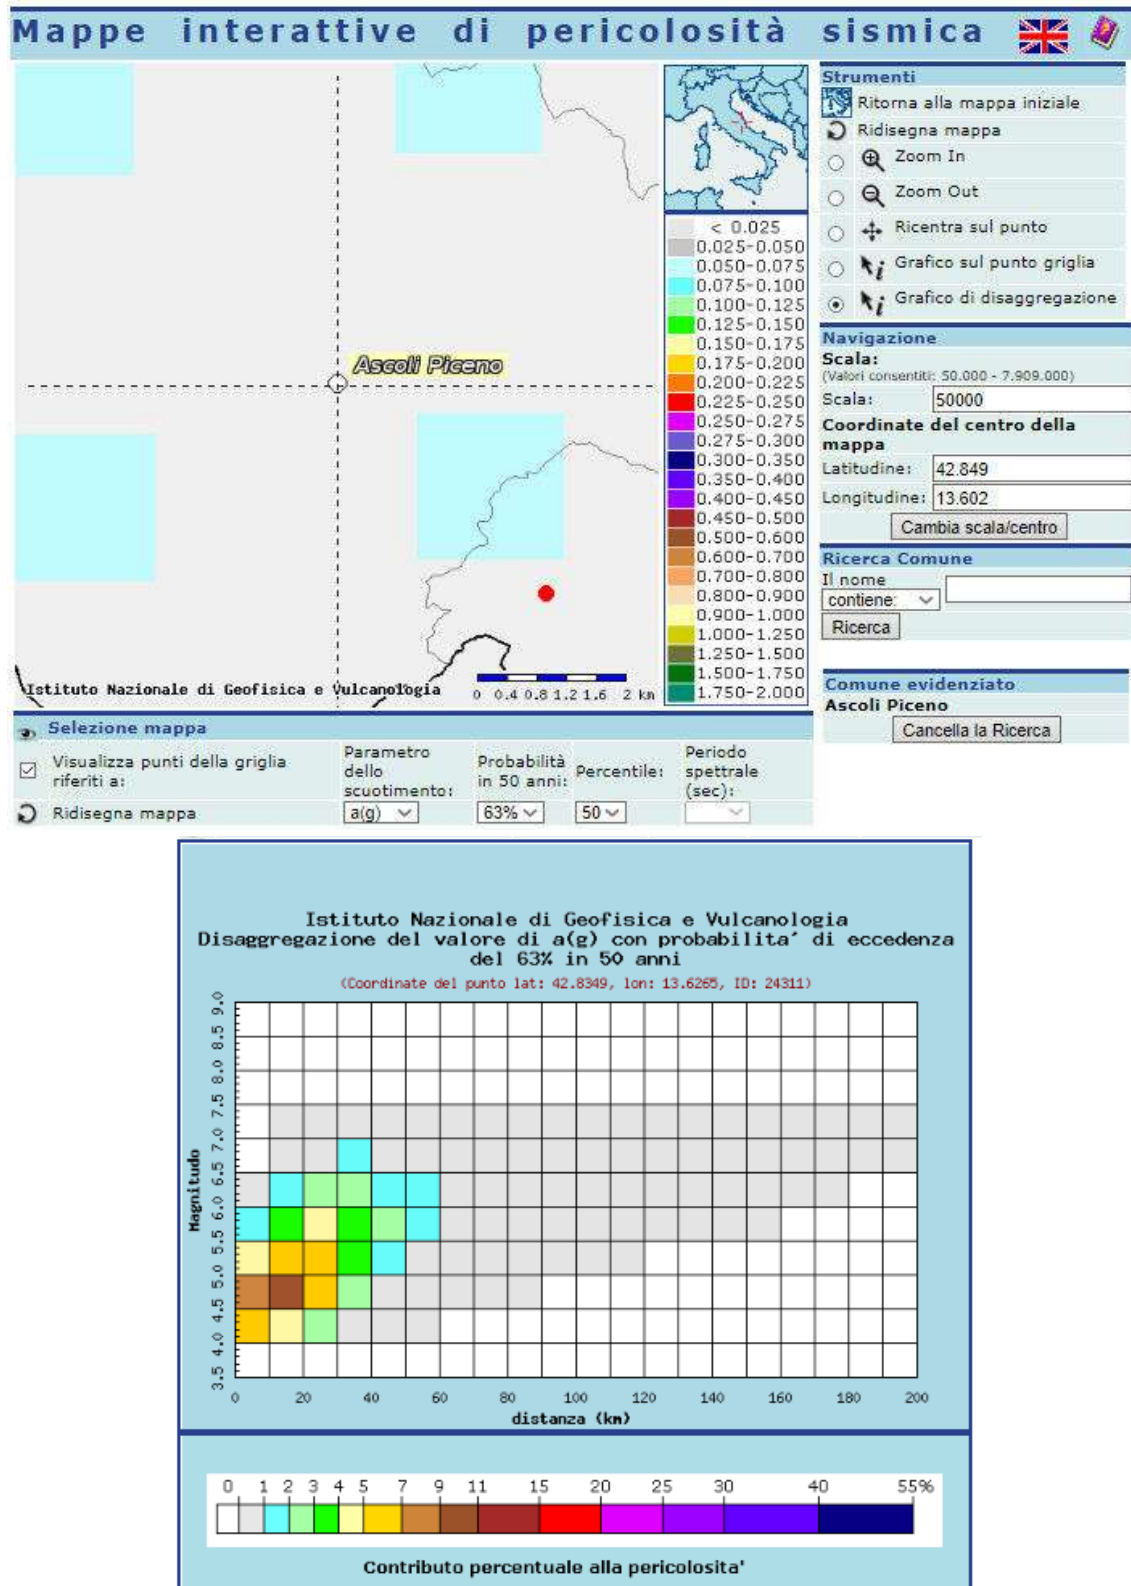 Mappe interattive di pericolosità sismica
Strumenti
Ritorna alla mappa iniziale
Ridisegna mappa
Zoom In
Zoom Out
Ricentra sul punto
Grafico sul punto griglia
Grafico di disaggregazione
Navigazione
Scala:
(Valori consentiti: 50.000 - 7.909.000)
Scala: 50000
Coordinate del centro della
mappa
Latitudine: 42.849
Longitudine: 13.602
Cambia scala/centro
Ricerca Comune
Il nome
contiene:
Ricerca
Comune evidenziato
Ascoli Piceno
Cancella la Ricerca
< 0.025
0.025-0.050
0.050-0.075
0.075-0.100
0.100-0.125
0.125-0.150
0.150-0.175
0.175-0.200
0.200-0.225
0.225-0.250
0.250-0.275
0.275-0.300
0.300-0.350
0.350-0.400
0.400-0.450
0.450-0.500
0.500-0.600
0.600-0.700
0.700-0.800
0.800-0.900
0.900-1.000
1.000-1.250
1.250-1.500
1.500-1.750
1.750-2.000
Ascoli Piceno
Istituto Nazionale di Geofisica e Vulcanologia
0 0.4 0.8 1.2 1.6 2 km
Selezione mappa
Visualizza punti della griglia
riferiti a:
Parametro
dello
scuotimento:
a(g)
Probabilità
in 50 anni:
63%
Percentile:
50
Periodo
spettrale
(sec):
Ridisegna mappa
Istituto Nazionale di Geofisica e Vulcanologia
Disaggregazione del valore di a(g) con probabilita' di eccedenza
del 63% in 50 anni
(Coordinate del punto lat: 42.8349, lon: 13.6265, ID: 24311)
Magnitudo
9.0
8.5
8.0
7.5
7.0
6.5
6.0
5.5
5.0
4.5
4.0
3.5
0 20 40 60 80 100 120 140 160 180 200
distanza (km)
0 1 2 3 4 5 7 9 11 15 20 25 30 40 55%
Contributo percentuale alla pericolosita'